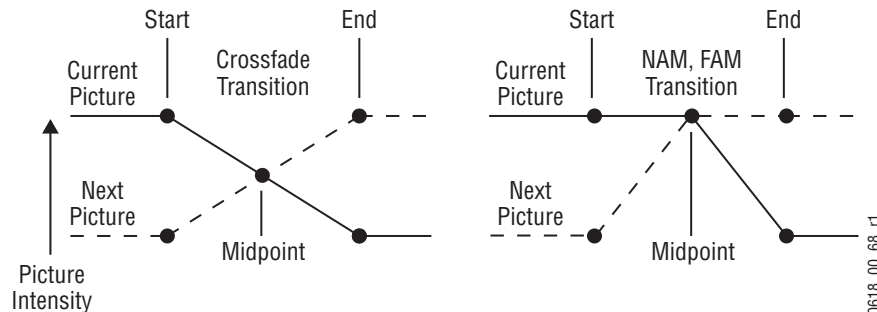 Start
End
Crossfade
Transition
Current
Picture
Next
Picture
Midpoint
Picture
Intensity
Start
End
NAM, FAM
Transition
Current
Picture
Next
Picture
Midpoint
0618_00_68_r1